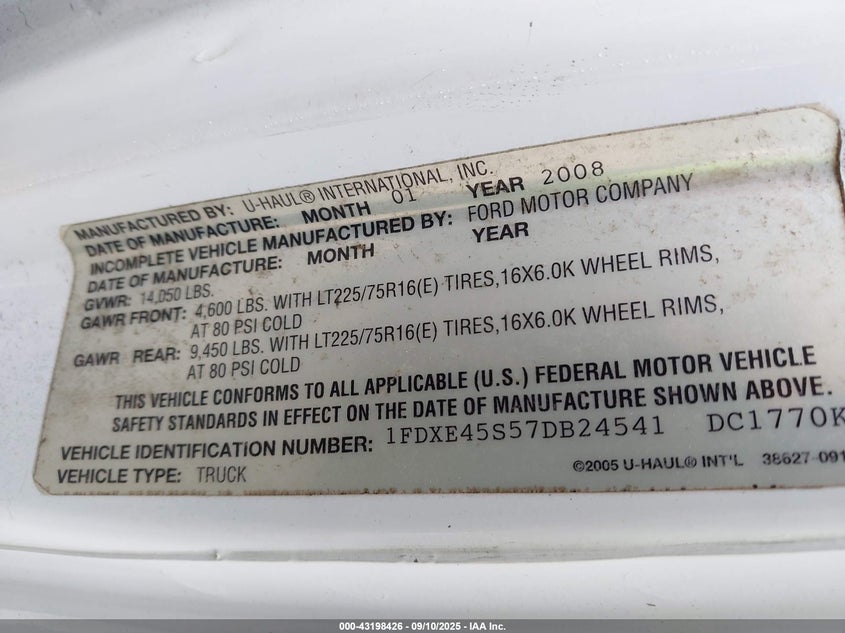 MANUFACTURED BY: U-HAUL® INTERNATIONAL, INC.
DATE OF MANUFACTURE: MONTH 01 YEAR 2008
INCOMPLETE VEHICLE MANUFACTURED BY: FORD MOTOR COMPANY
DATE OF MANUFACTURE: MONTH YEAR
GVWR: 14,050 LBS.
GAWR FRONT: 4,600 LBS. WITH LT225/75R16(E) TIRES,16X6.0K WHEEL RIMS,
AT 80 PSI COLD
GAWR REAR: 9,450 LBS. WITH LT225/75R16(E) TIRES,16X6.0K WHEEL RIMS,
AT 80 PSI COLD
THIS VEHICLE CONFORMS TO ALL APPLICABLE (U.S.) FEDERAL MOTOR VEHICLE
SAFETY STANDARDS IN EFFECT ON THE DATE OF MANUFACTURE SHOWN ABOVE.
VEHICLE IDENTIFICATION NUMBER: 1FDXE45S57DB24541 DC1770K
VEHICLE TYPE: TRUCK
©2005 U-HAUL® INT'L 38627-091
000-43198426 - 09/10/2025 - IAA Inc.